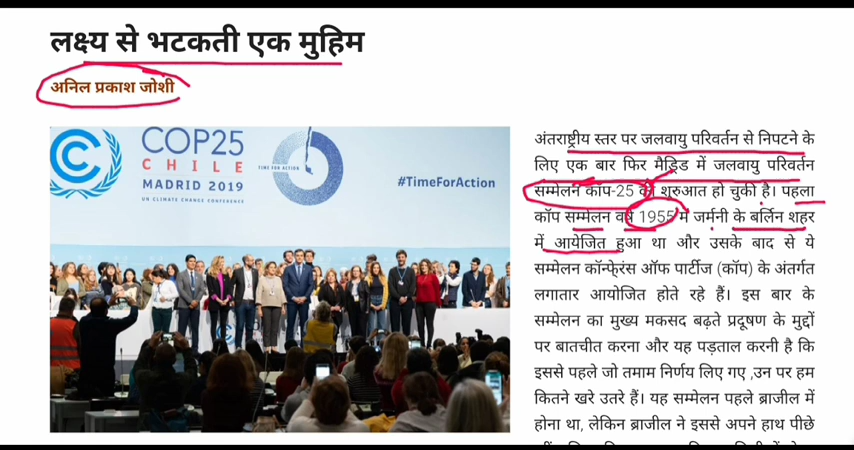 लक्ष्य से भटकती एक मुहिम
अनिल प्रकाश जोशी
COP25
CHILE
MADRID 2019
UN CLIMATE CHANGE CONFERENCE
TIME FOR ACTION
#TimeForAction
अंतराष्ट्रीय स्तर पर जलवायु परिवर्तन से निपटने के
लिए एक बार फिर मैड्रिड में जलवायु परिवर्तन
सम्मेलन कॉप-25 की शुरुआत हो चुकी है। पहला
कॉप सम्मेलन वर्ष 1955 में जर्मनी के बर्लिन शहर
में आयेजित हुआ था और उसके बाद से ये
सम्मेलन कॉन्फे्रंस ऑफ पार्टीज (कॉप) के अंतर्गत
लगातार आयोजित होते रहे हैं। इस बार के
सम्मेलन का मुख्य मकसद बढ़ते प्रदूषण के मुद्दों
पर बातचीत करना और यह पड़ताल करनी है कि
इससे पहले जो तमाम निर्णय लिए गए ,उन पर हम
कितने खरे उतरे हैं। यह सम्मेलन पहले ब्राजील में
होना था, लेकिन ब्राजील ने इससे अपने हाथ पीछे